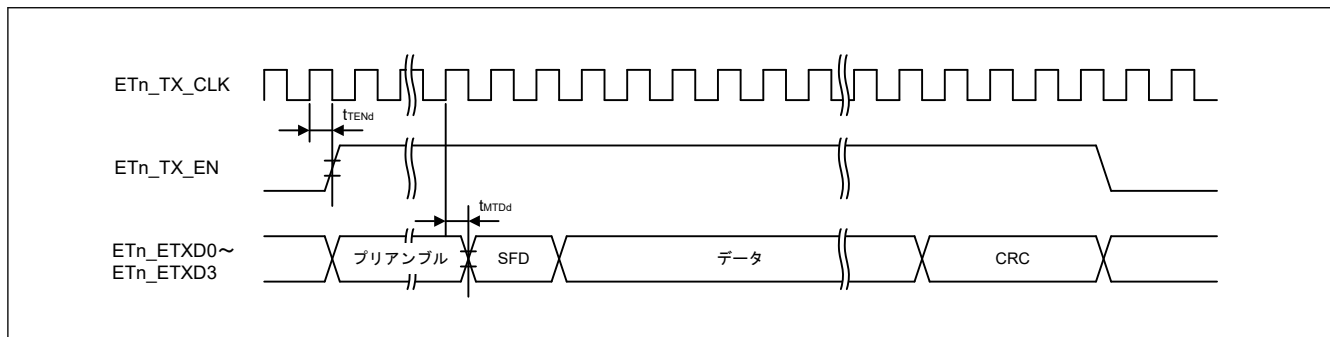 ETn_TX_CLK
tTENd
ETn_TX_EN
tMTDd
ETn_ETXD0～
ETn_ETXD3
プリアンブル
SFD
データ
CRC